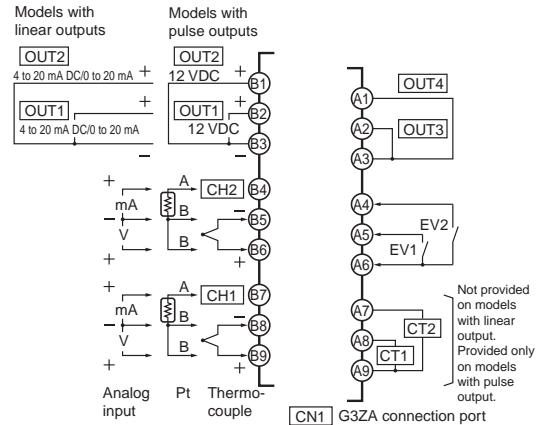 Models with linear outputs
Models with pulse outputs
OUT2
4 to 20 mA DC/0 to 20 mA +
OUT2
12 VDC +
B1
OUT1 +
4 to 20 mA DC/0 to 20 mA
OUT1 +
12 VDC
B2
− − B3
+ A CH2 B4
mA
− B − B5
V
B B6
+ +
+ A CH1 B7
mA
− B − B8
V
B B9
+ +
Analog input
Pt
Thermo-couple
A1 OUT4
A2 OUT3
A3
A4
A5 EV1 EV2
A6
A7 CT2
A8 CT1
A9
Not provided
on models
with linear
output.
Provided only
on models
with pulse
output.
CN1 G3ZA connection port